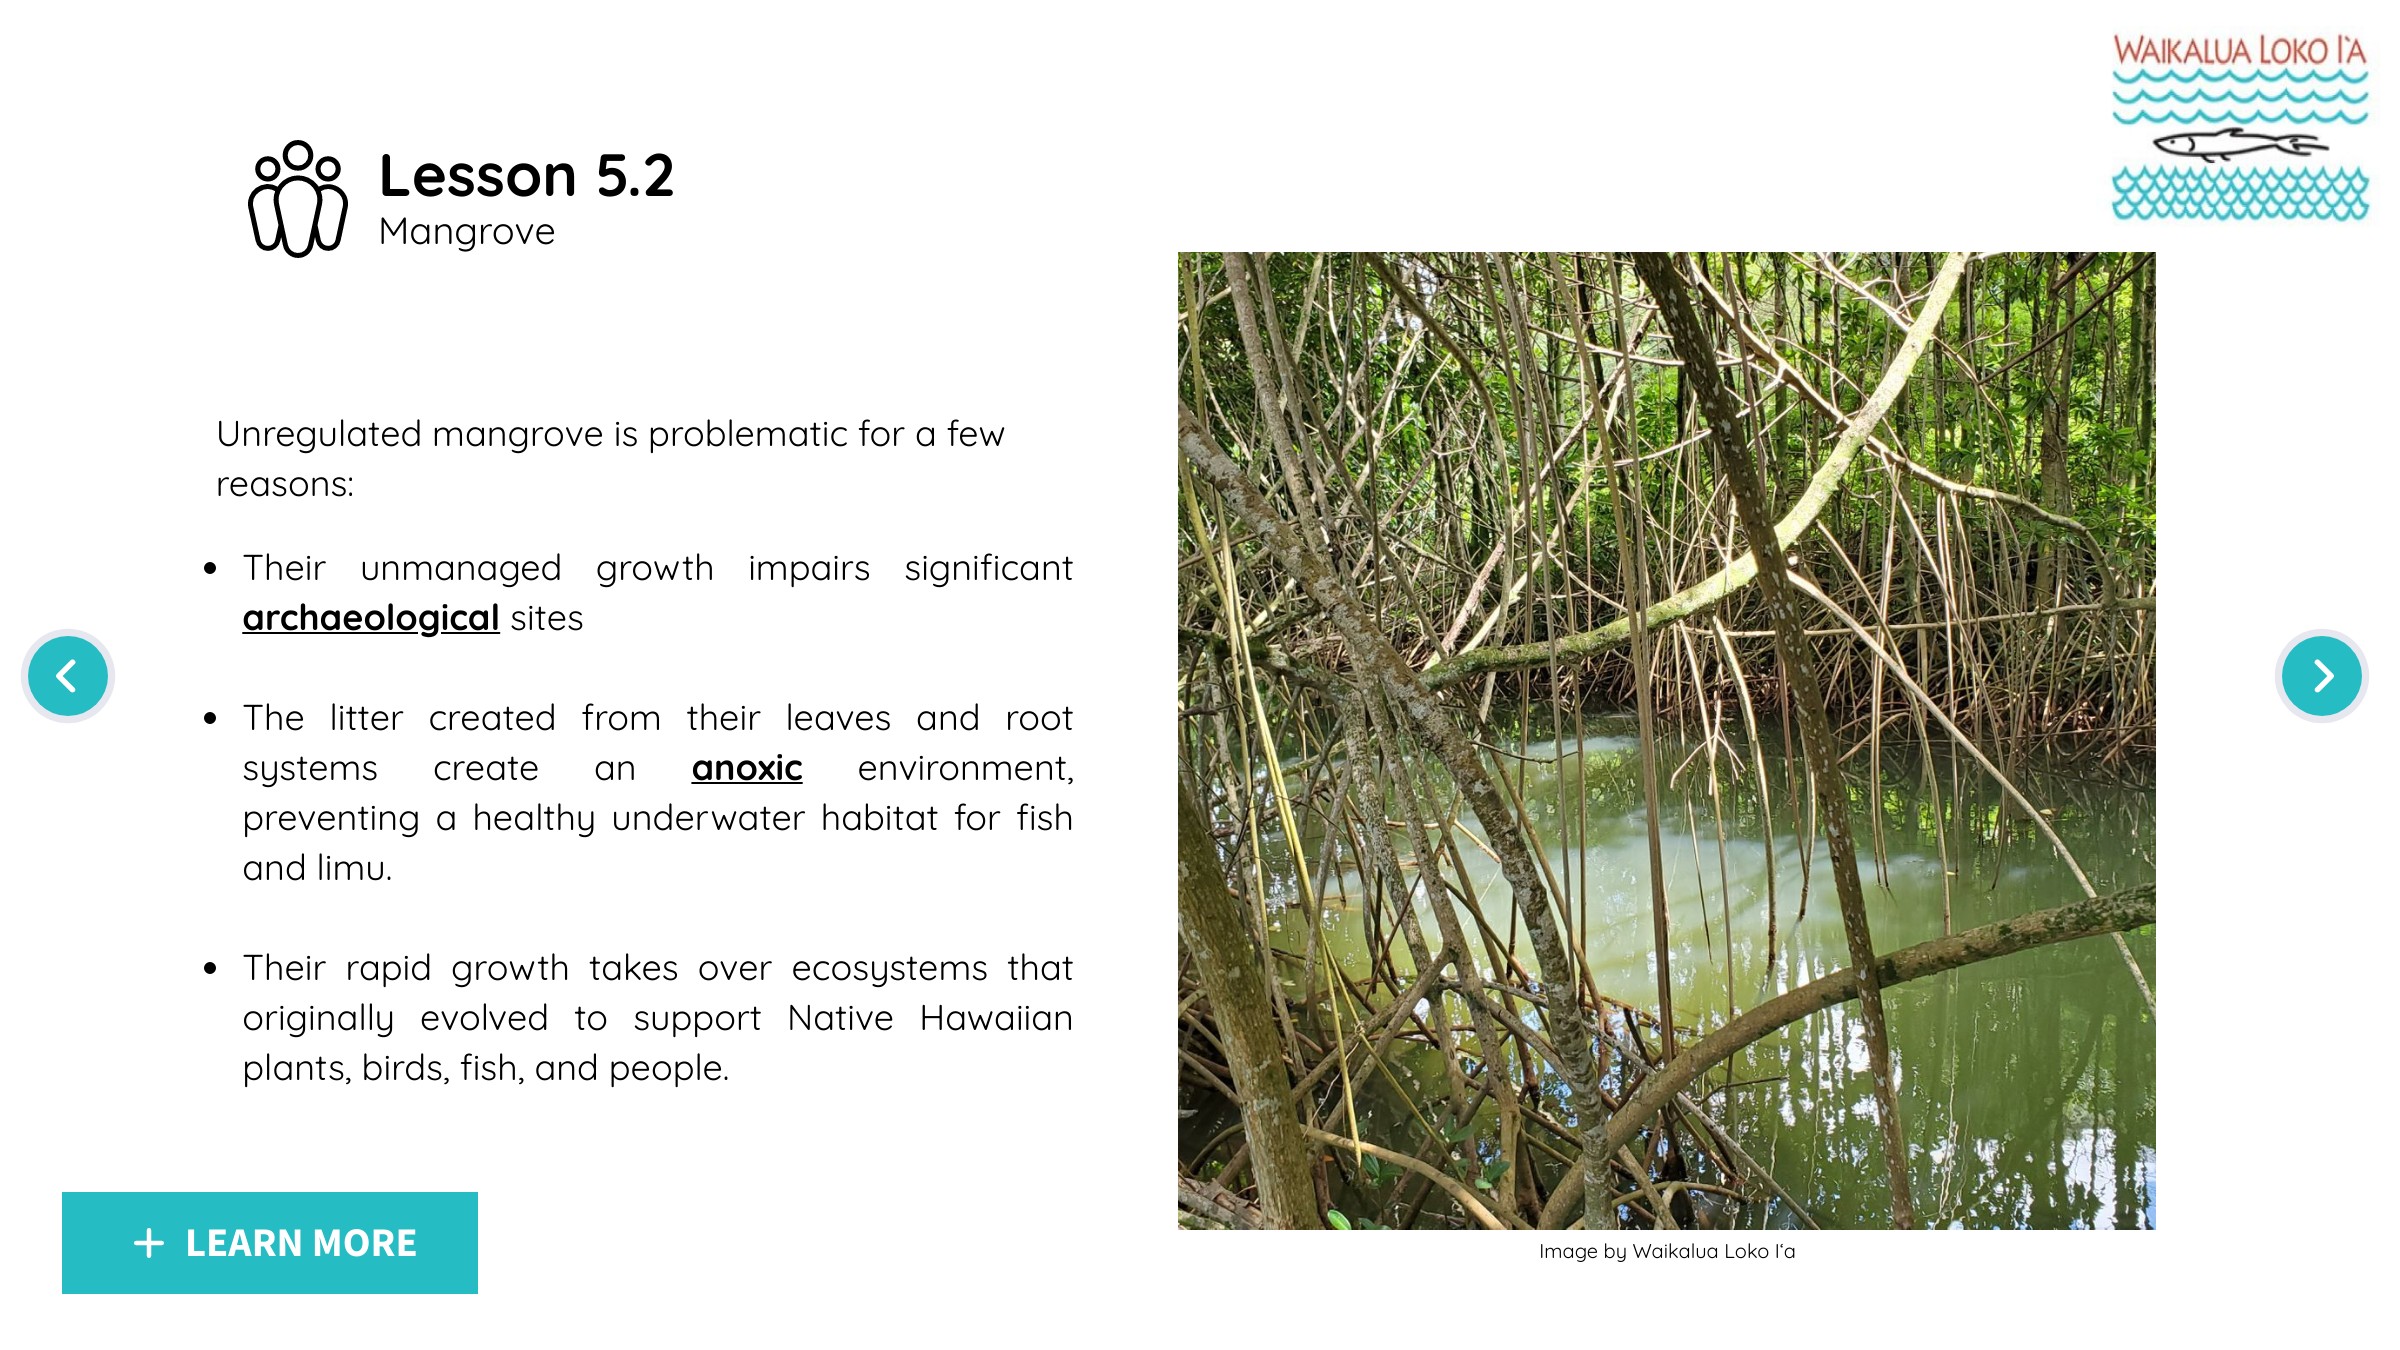 WAIKALUA LOKO I'A
Lesson 5.2
Mangrove
Unregulated mangrove is problematic for a few
reasons:
• Their unmanaged growth impairs significant
archaeological sites
• The litter created from their leaves and root
systems create an anoxic environment,
preventing a healthy underwater habitat for fish
and limu.
• Their rapid growth takes over ecosystems that
originally evolved to support Native Hawaiian
plants, birds, fish, and people.
+ LEARN MORE
Image by Waikalua Loko Iʻa